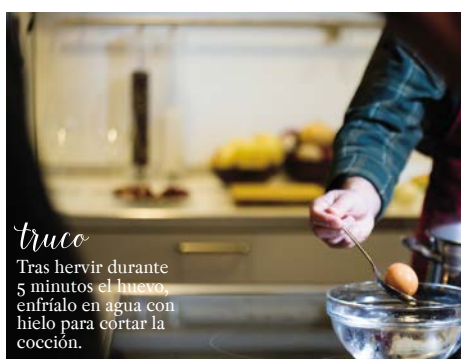 truco
Tras hervir durante
5 minutos el huevo,
enfríalo en agua con
hielo para cortar la
cocción.